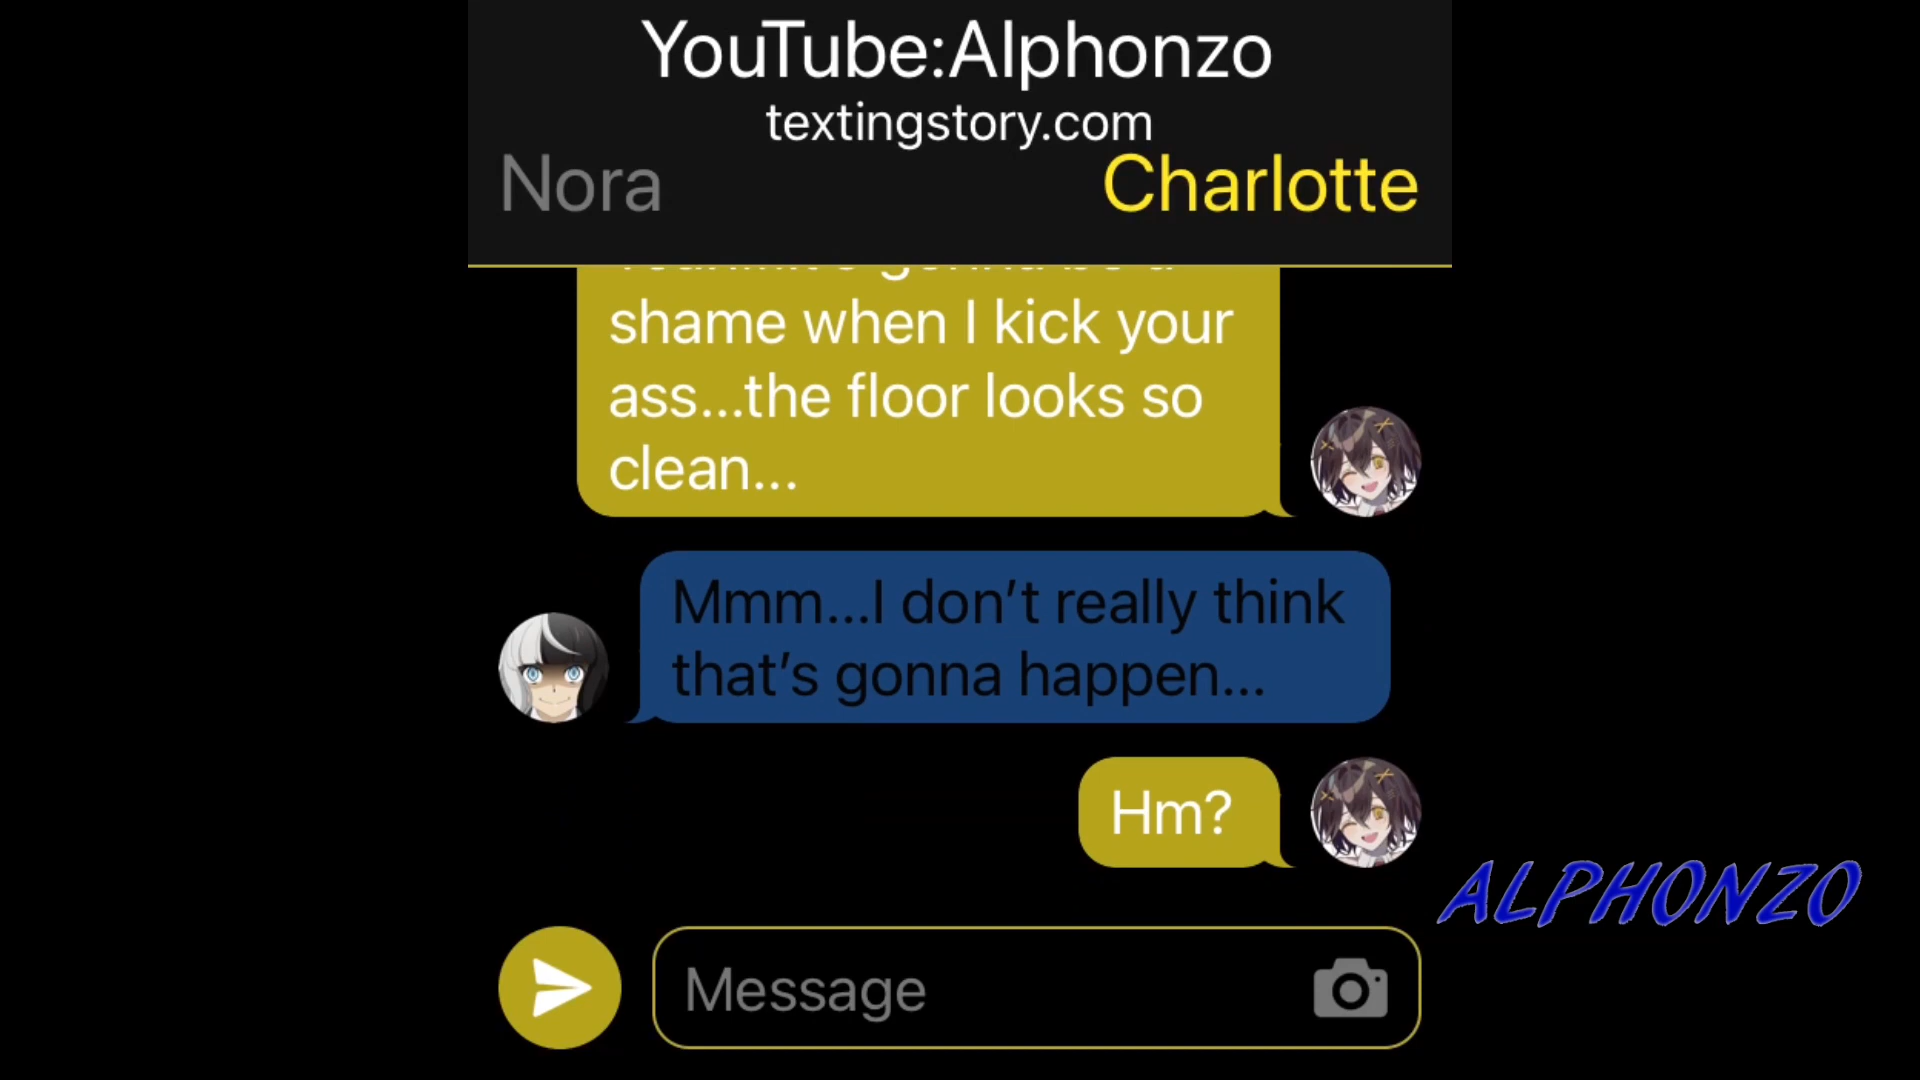 YouTube:Alphonzo
textingstory.com
Nora
Charlotte
shame when I kick your
ass...the floor looks so
clean...
Mmm...I don't really think
that's gonna happen...
Hm?
ALPHONZO
Message